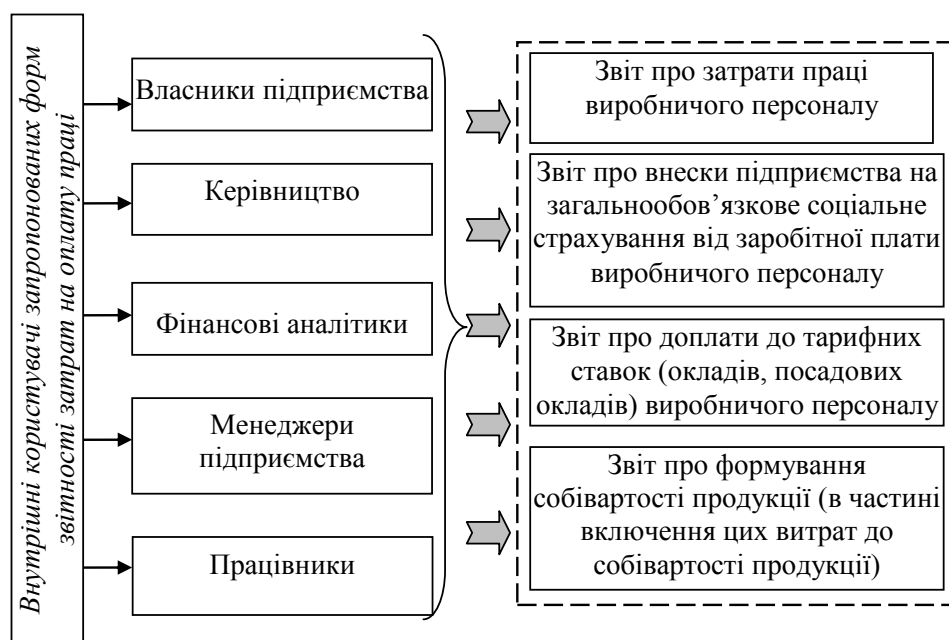 Внутрішні користувачі запропонованих форм
звітності затрат на оплату праці
Власники підприємства
Керівництво
Фінансові аналітики
Менеджери
підприємства
Працівники
Звіт про затрати праці
виробничого персоналу
Звіт про внески підприємства на
загальнообов’язкове соціальне
страхування від заробітної плати
виробничого персоналу
Звіт про доплати до тарифних
ставок (окладів, посадових
окладів) виробничого персоналу
Звіт про формування
собівартості продукції (в частині
включення цих витрат до
собівартості продукції)